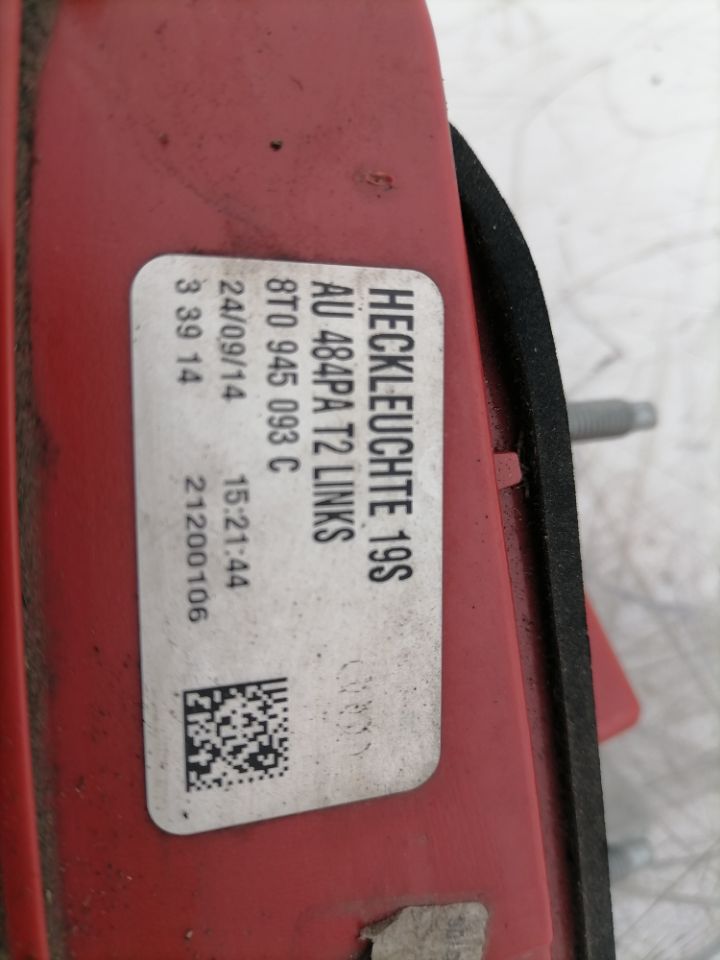 HECKLEUCHTE 19S
AU 484PA T2 LINKS
8T0 945 093 C
24/09/14 15:21:44
3 39 14 21200106